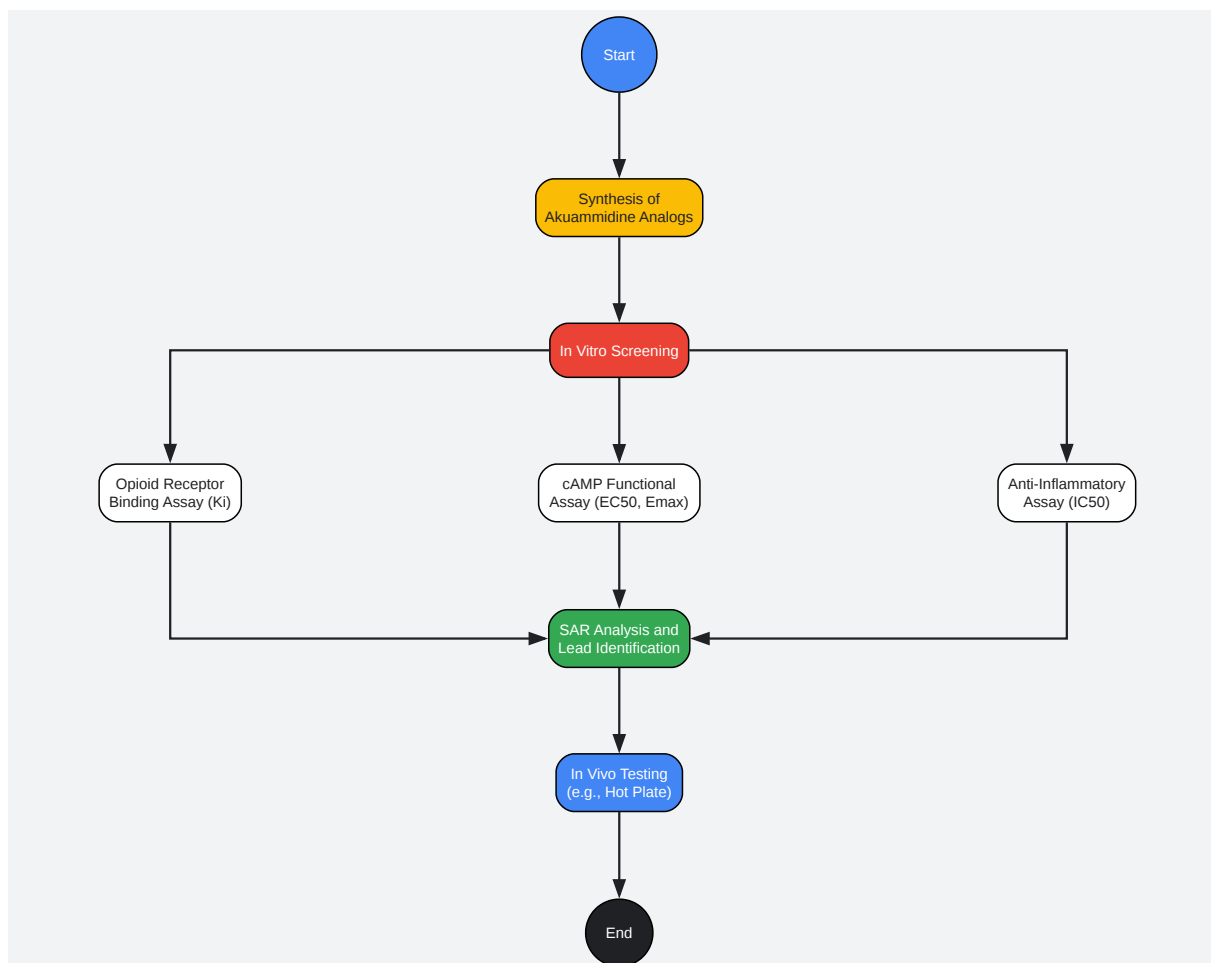 Start
Synthesis of
Akuammidine Analogs
In Vitro Screening
Opioid Receptor
Binding Assay (Ki)
cAMP Functional
Assay (EC50, Emax)
Anti-Inflammatory
Assay (IC50)
SAR Analysis and
Lead Identification
In Vivo Testing
(e.g., Hot Plate)
End